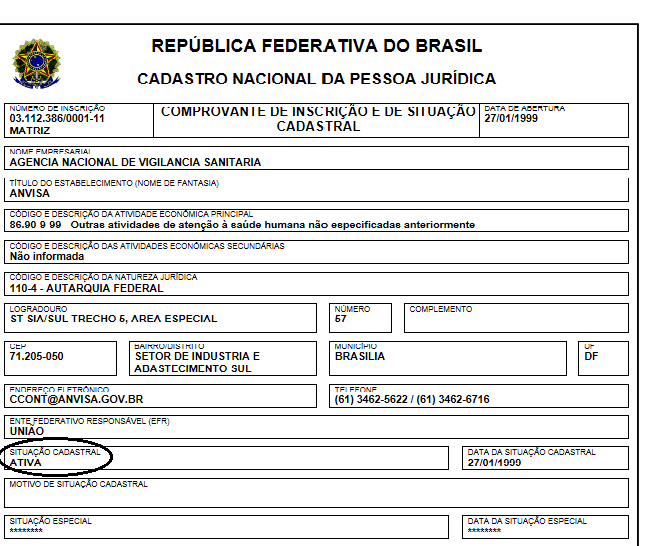 REPÚBLICA FEDERATIVA DO BRASIL
CADASTRO NACIONAL DA PESSOA JURÍDICA
NÚMERO DE INSCRIÇÃO
03.112.386/0001-11
MATRIZ
COMPROVANTE DE INSCRIÇÃO E DE SITUAÇÃO
CADASTRAL
DATA DE ABERTURA
27/01/1999
NOME EMPRESARIAL
AGENCIA NACIONAL DE VIGILANCIA SANITARIA
TÍTULO DO ESTABELECIMENTO (NOME DE FANTASIA)
ANVISA
CÓDIGO E DESCRIÇÃO DA ATIVIDADE ECONÔMICA PRINCIPAL
86.90 9 99 Outras atividades de atenção à saúde humana não especificadas anteriormente
CÓDIGO E DESCRIÇÃO DAS ATIVIDADES ECONÔMICAS SECUNDÁRIAS
Não informada
CÓDIGO E DESCRIÇÃO DA NATUREZA JURÍDICA
110-4 - AUTARQUIA FEDERAL
LOGRADOURO
ST SIA/SUL TRECHO 5, AREA ESPECIAL
NÚMERO
57
COMPLEMENTO
CEP
71.205-050
BAIRRO/DISTRITO
SETOR DE INDUSTRIA E
ABASTECIMENTO SUL
MUNICÍPIO
BRASILIA
UF
DF
ENDEREÇO ELETRÔNICO
CCONT@ANVISA.GOV.BR
TELEFONE
(61) 3462-5622 / (61) 3462-6716
ENTE FEDERATIVO RESPONSÁVEL (EFR)
UNIÃO
SITUAÇÃO CADASTRAL
ATIVA
DATA DA SITUAÇÃO CADASTRAL
27/01/1999
MOTIVO DE SITUAÇÃO CADASTRAL
SITUAÇÃO ESPECIAL
********
DATA DA SITUAÇÃO ESPECIAL
********